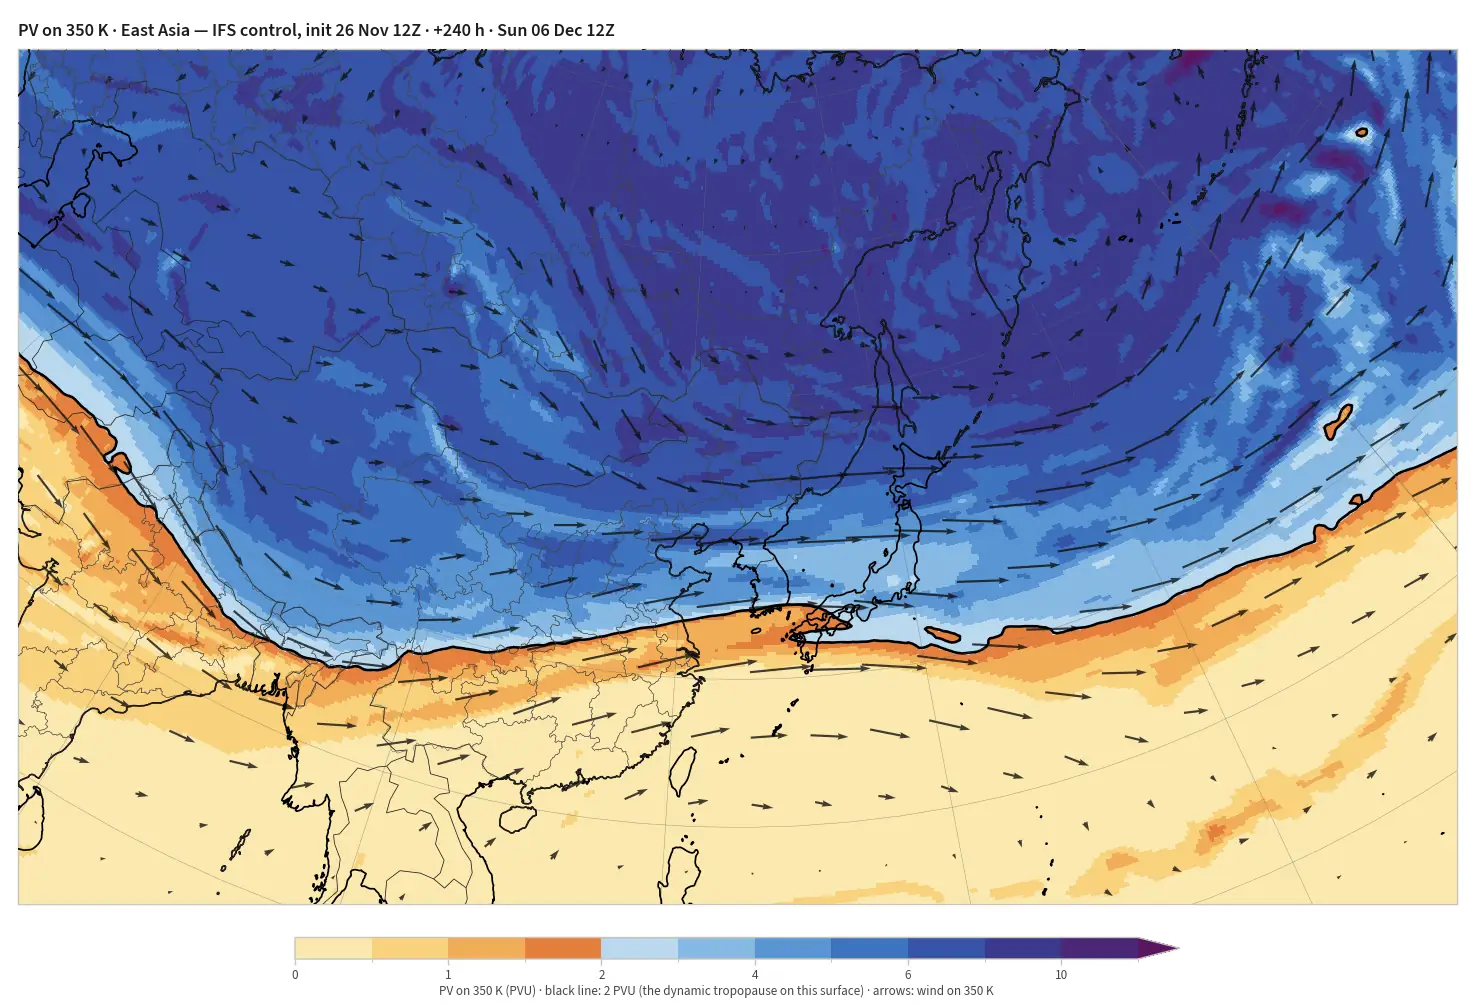 PV on 350 K · East Asia — IFS control, init 26 Nov 12Z · +240 h · Sun 06 Dec 12Z
0 1 2 4 6 10
PV on 350 K (PVU) · black line: 2 PVU (the dynamic tropopause on this surface) · arrows: wind on 350 K